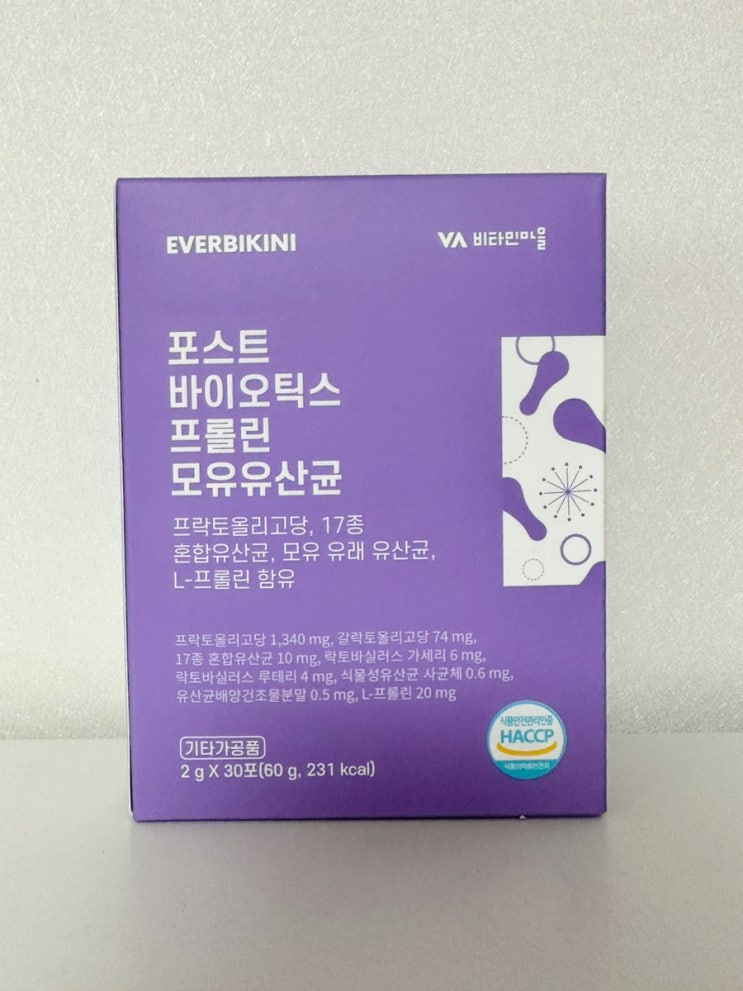 EVERBIKINI
VA 비타민마을
포스트
바이오틱스
프롤린
모유유산균
프락토올리고당, 17종
혼합유산균, 모유 유래 유산균,
L-프롤린 함유
프락토올리고당 1,340 mg, 갈락토올리고당 74 mg,
17종 혼합유산균 10 mg, 락토바실러스 가세리 6 mg,
락토바실러스 루테리 4 mg, 식물성유산균 사균체 0.6 mg,
유산균배양건조물분말 0.5 mg, L-프롤린 20 mg
식품안전관리인증
HACCP
식품의약품안전처
기타가공품
2 g X 30포(60 g, 231 kcal)